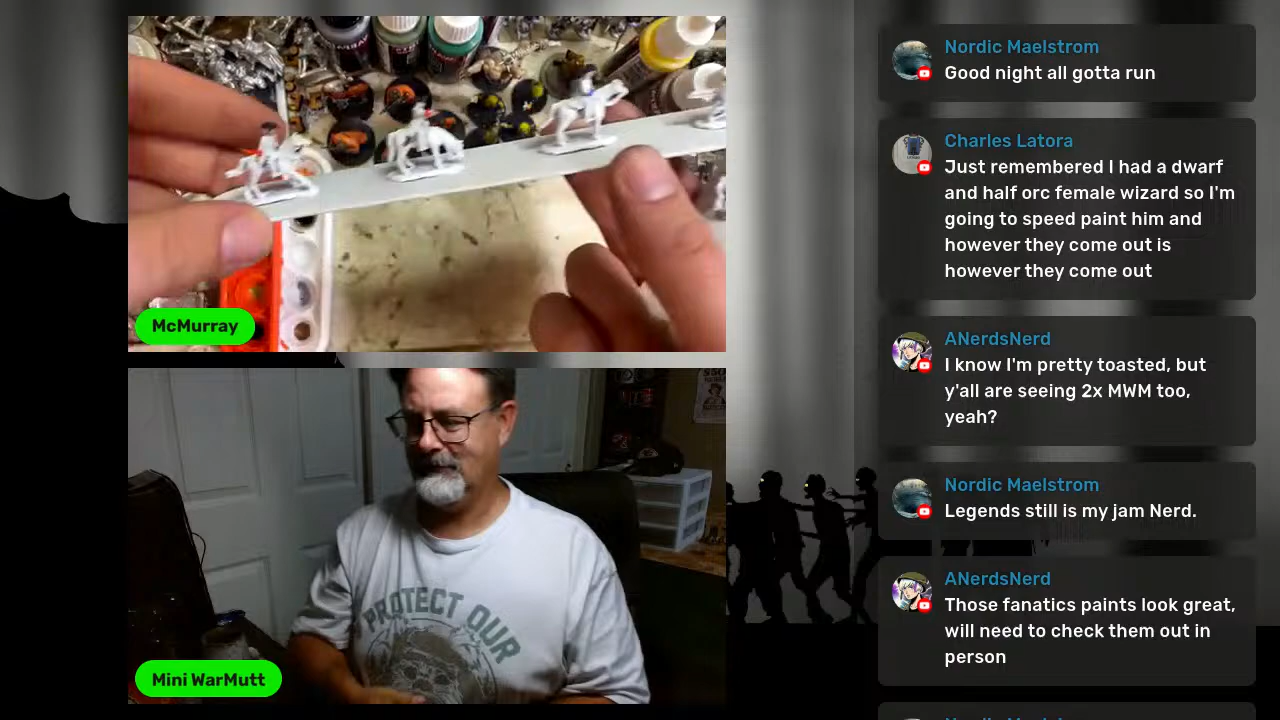 McMurray
PROTECT OUR
Mini WarMutt
Nordic Maelstrom
Good night all gotta run
Charles Latora
Just remembered I had a dwarf
and half orc female wizard so I'm
going to speed paint him and
however they come out is
however they come out
ANerdsNerd
I know I'm pretty toasted, but
y'all are seeing 2x MWM too,
yeah?
Nordic Maelstrom
Legends still is my jam Nerd.
ANerdsNerd
Those fanatics paints look great,
will need to check them out in
person